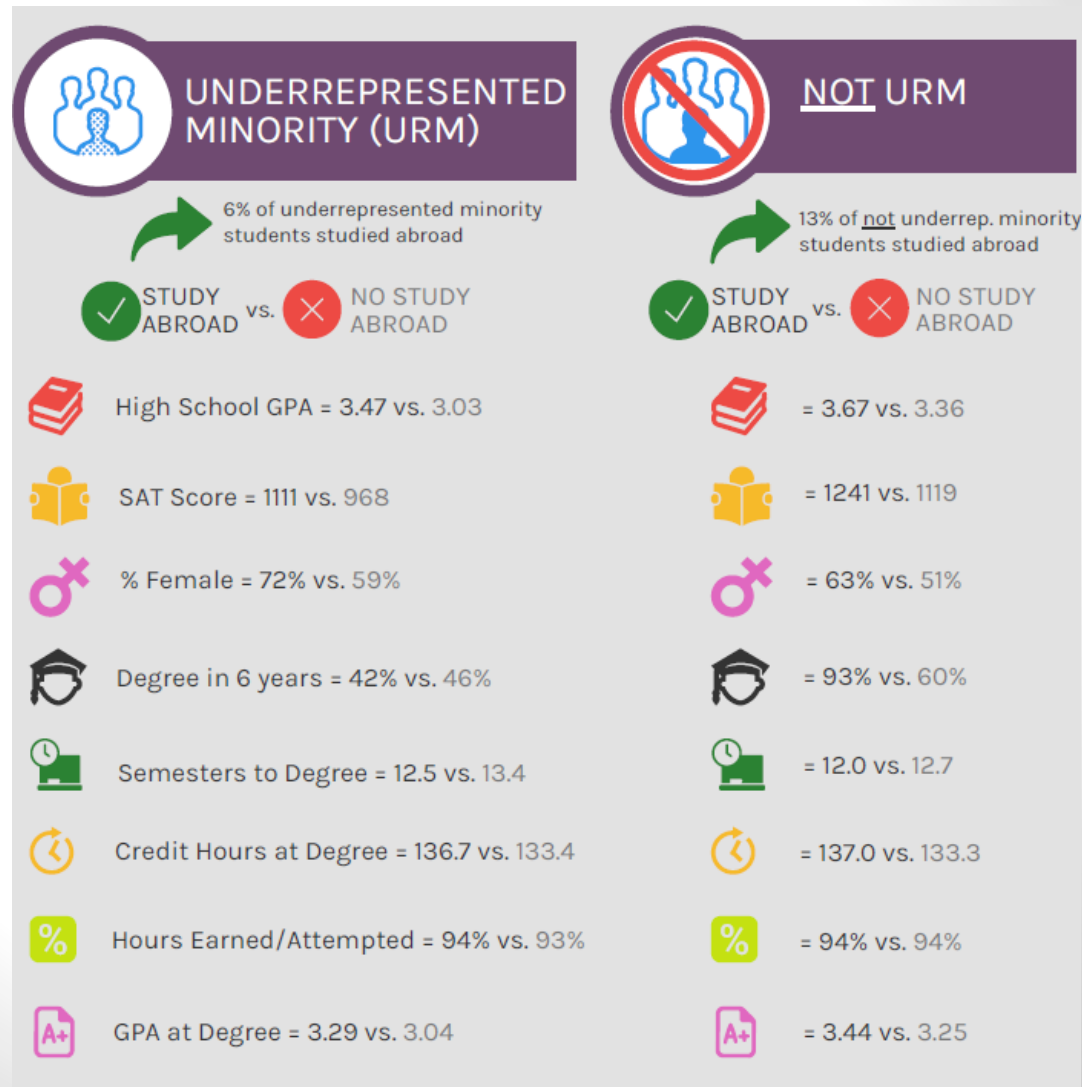 UNDERREPRESENTED
MINORITY (URM)
6% of underrepresented minority
students studied abroad
STUDY
ABROAD
vs.
NO STUDY
ABROAD
High School GPA = 3.47 vs. 3.03
SAT Score = 1111 vs. 968
% Female = 72% vs. 59%
Degree in 6 years = 42% vs. 46%
Semesters to Degree = 12.5 vs. 13.4
Credit Hours at Degree = 136.7 vs. 133.4
%
Hours Earned/Attempted = 94% vs. 93%
A+
GPA at Degree = 3.29 vs. 3.04
NOT URM
13% of not underrep. minority
students studied abroad
STUDY
ABROAD
vs.
NO STUDY
ABROAD
= 3.67 vs. 3.36
= 1241 vs. 1119
= 63% vs. 51%
= 93% vs. 60%
= 12.0 vs. 12.7
= 137.0 vs. 133.3
%
= 94% vs. 94%
A+
= 3.44 vs. 3.25